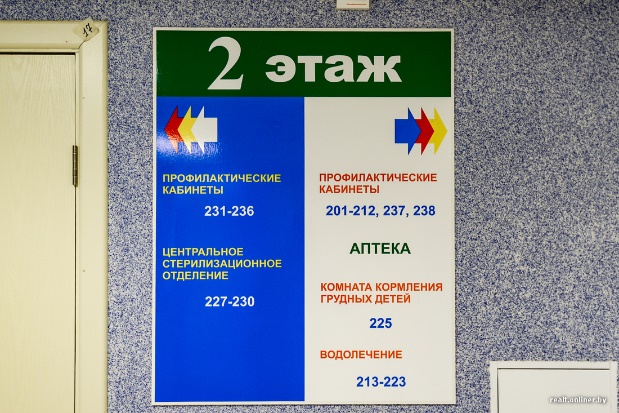 17
2 этаж
ПРОФИЛАКТИЧЕСКИЕ
КАБИНЕТЫ
231-236
ЦЕНТРАЛЬНОЕ
СТЕРИЛИЗАЦИОННОЕ
ОТДЕЛЕНИЕ
227-230
ПРОФИЛАКТИЧЕСКИЕ
КАБИНЕТЫ
201-212, 237, 238
АПТЕКА
КОМНАТА КОРМЛЕНИЯ
ГРУДНЫХ ДЕТЕЙ
225
ВОДОЛЕЧЕНИЕ
213-223
realt.onliner.by